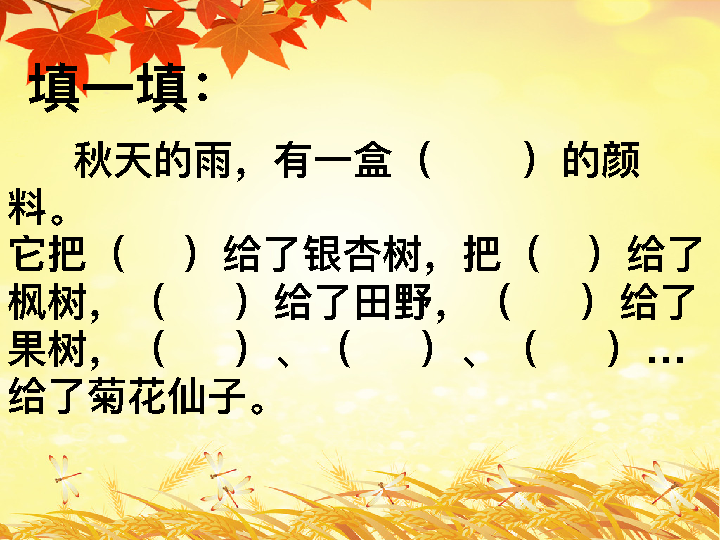 填一填：
秋天的雨，有一盒（　　）的颜
料。
它把（　）给了银杏树，把（　）给了
枫树，（　　）给了田野，（　　）给了
果树，（　　）、（　　）、（　　）…
给了菊花仙子。